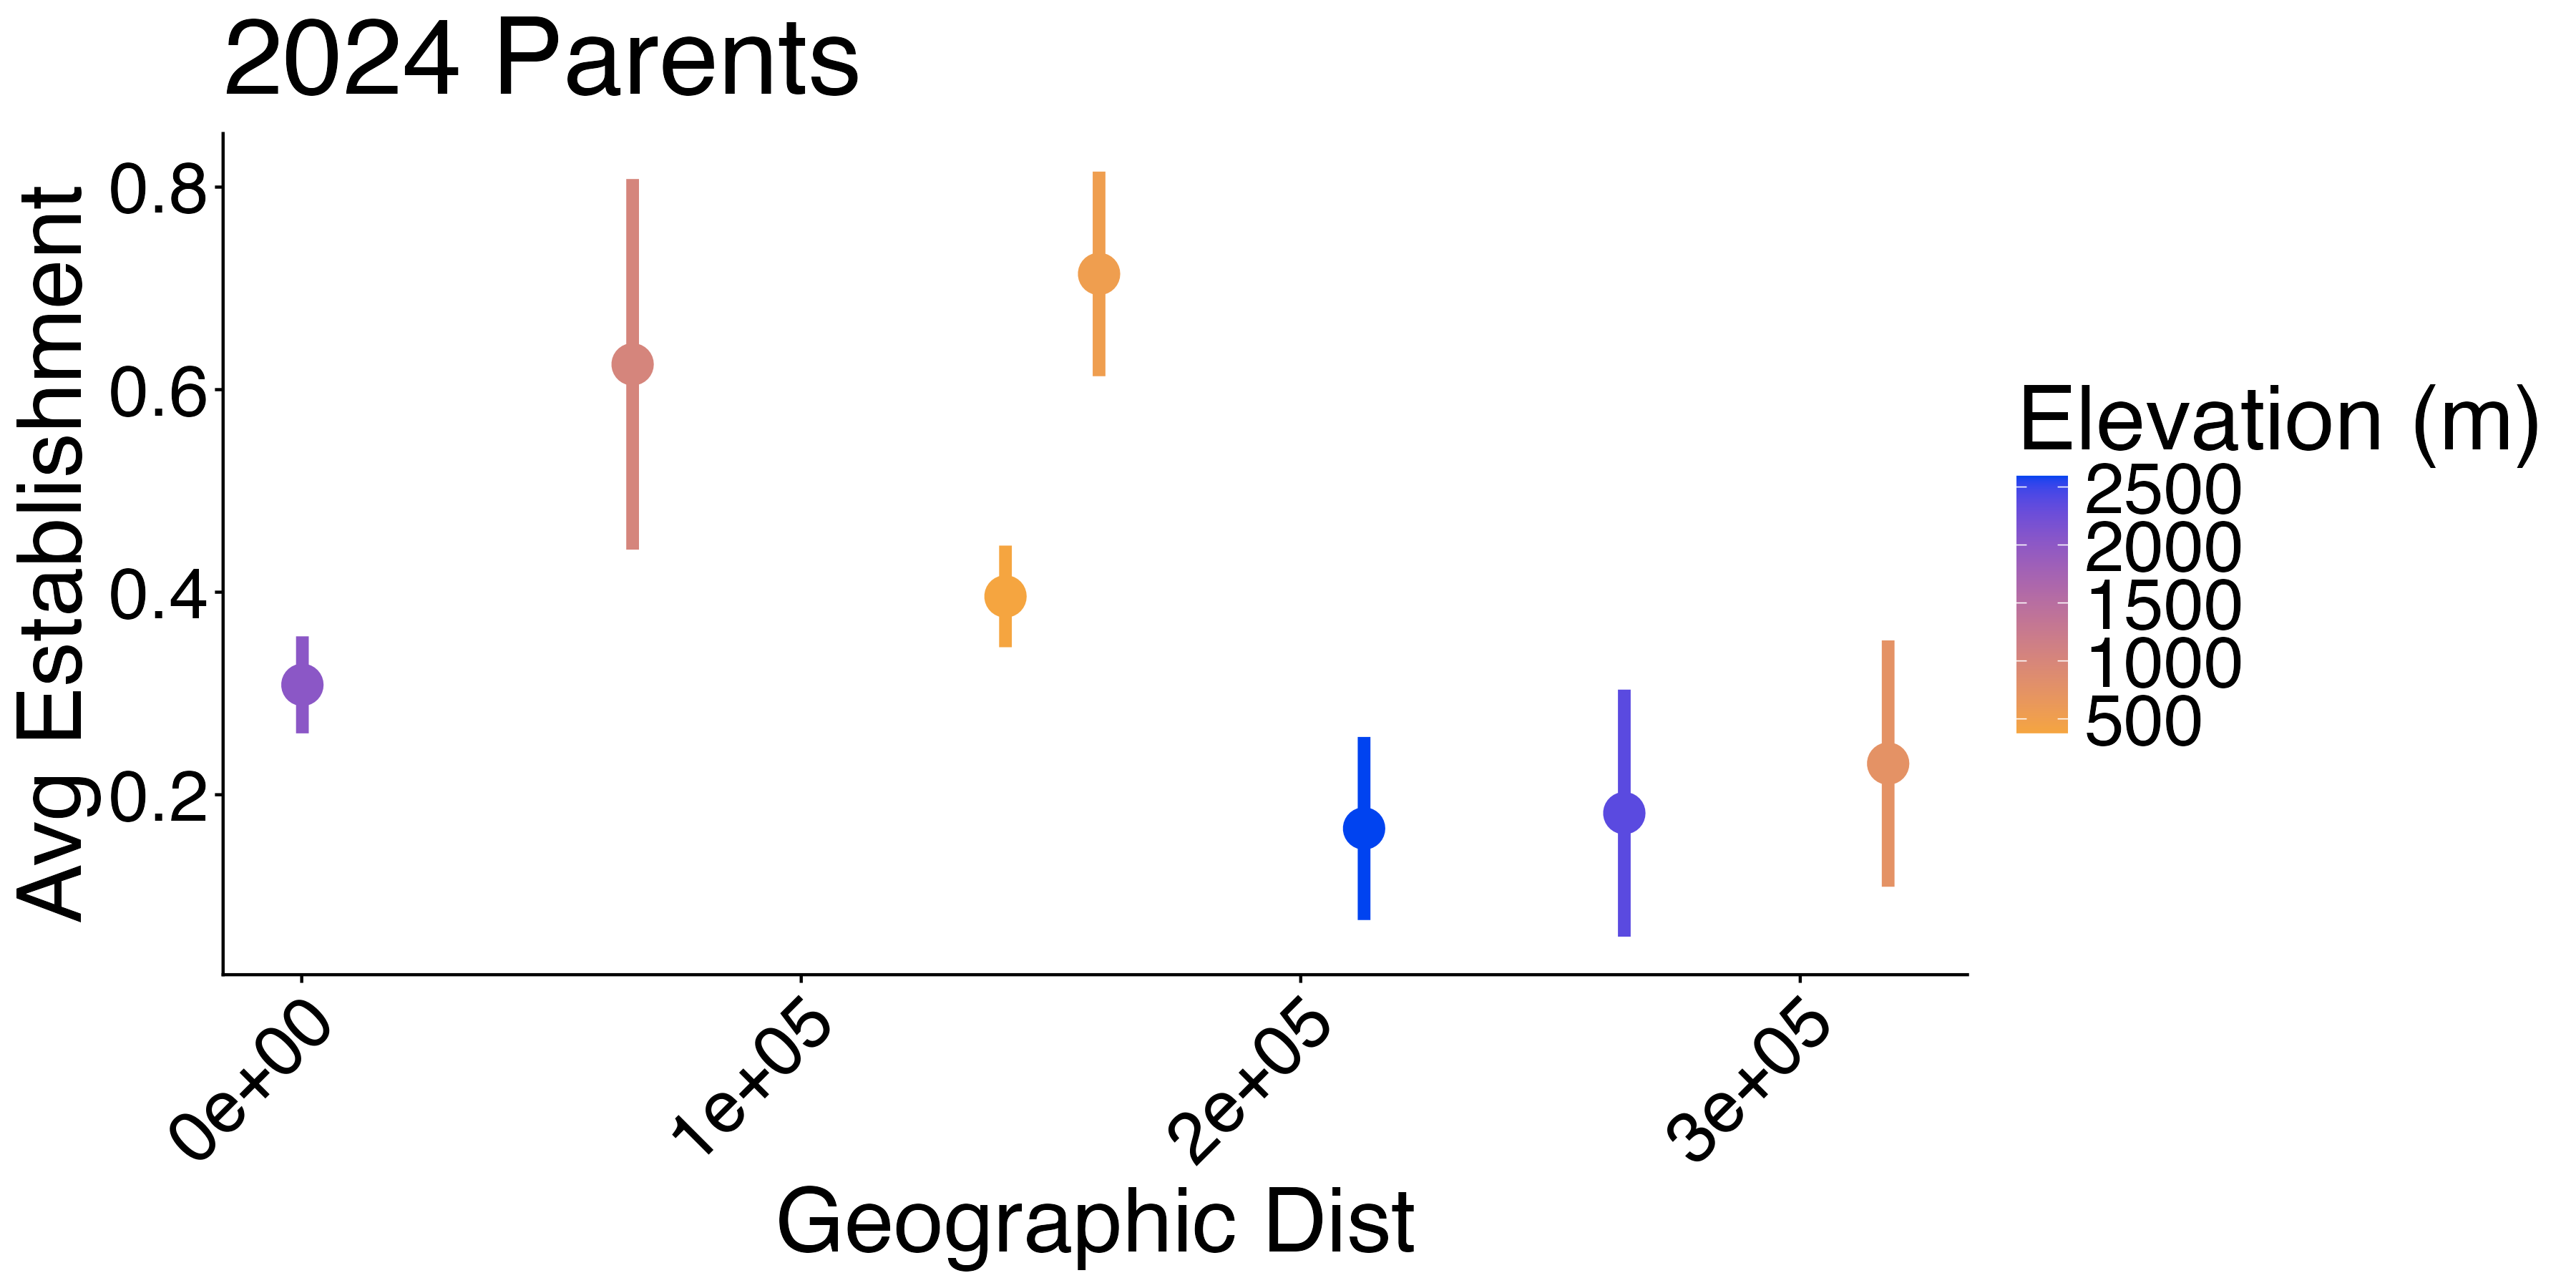 2024 Parents
Avg Establishment
0.8
0.6
0.4
0.2
0e+00
1e+05
2e+05
3e+05
Geographic Dist
Elevation (m)
2500
2000
1500
1000
500